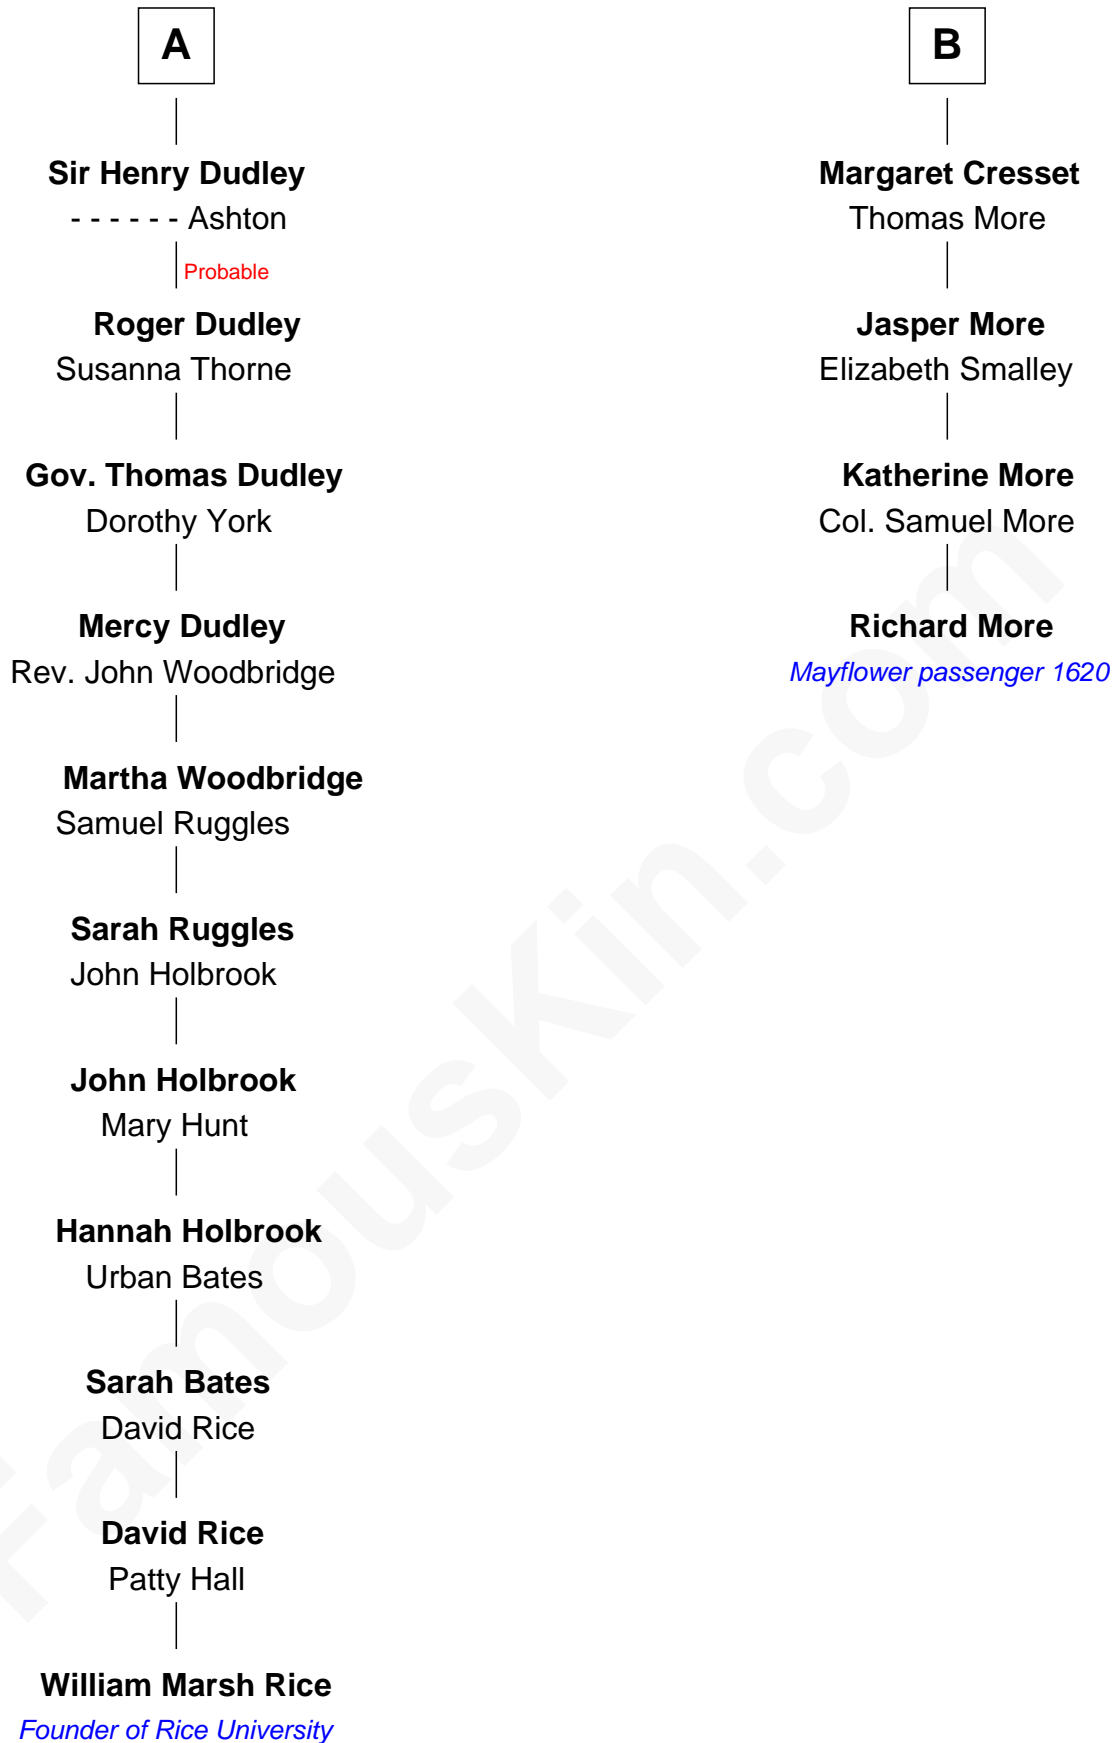 A
Sir Henry Dudley
- - - - - - Ashton
Probable
Roger Dudley
Susanna Thorne
Gov. Thomas Dudley
Dorothy York
Mercy Dudley
Rev. John Woodbridge
Martha Woodbridge
Samuel Ruggles
Sarah Ruggles
John Holbrook
John Holbrook
Mary Hunt
Hannah Holbrook
Urban Bates
Sarah Bates
David Rice
David Rice
Patty Hall
William Marsh Rice
Founder of Rice University
B
Margaret Cresset
Thomas More
Jasper More
Elizabeth Smalley
Katherine More
Col. Samuel More
Richard More
Mayflower passenger 1620
FamousKin.com